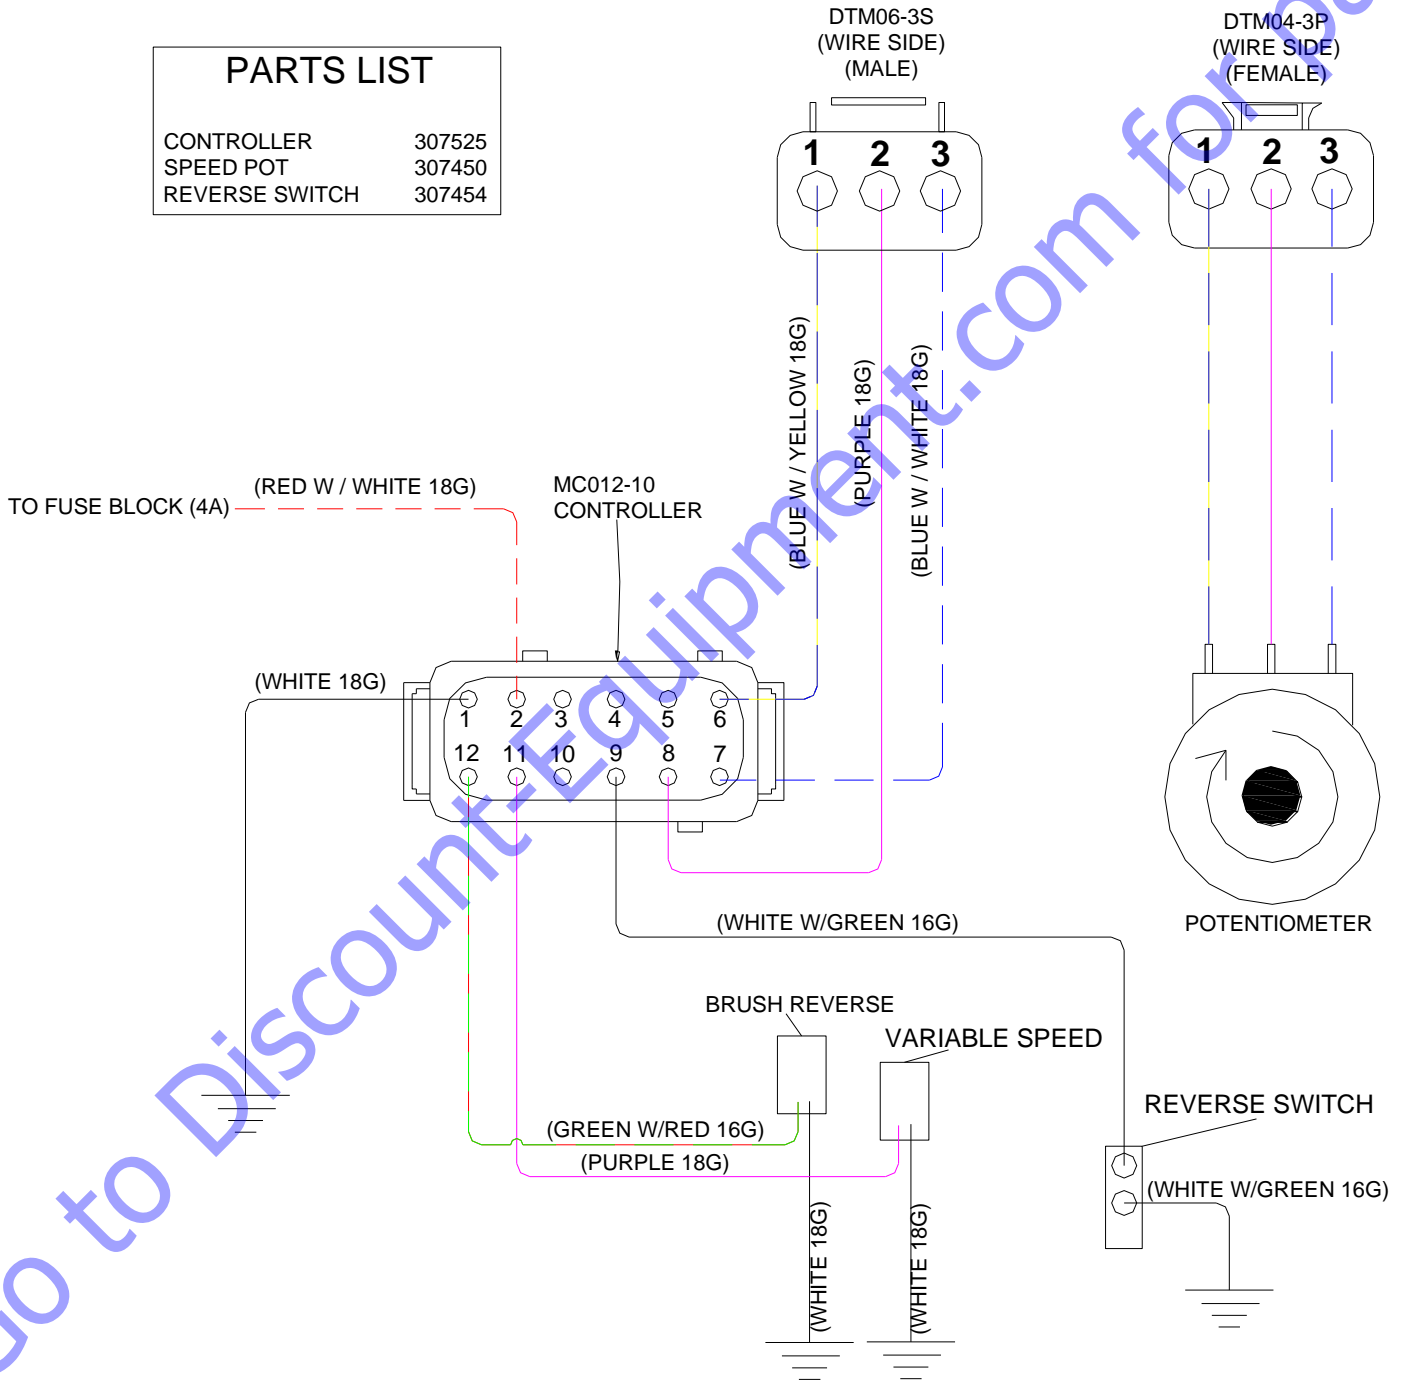 PARTS LIST
CONTROLLER 307525
SPEED POT 307450
REVERSE SWITCH 307454
DTM06-3S
(WIRE SIDE)
(MALE)
1 2 3
DTM04-3P
(WIRE SIDE)
(FEMALE)
1 2 3
(BLUE W / YELLOW 18G)
(PURPLE 18G)
(BLUE W / WHITE 18G)
TO FUSE BLOCK (4A)
(RED W / WHITE 18G)
MC012-10
CONTROLLER
(WHITE 18G)
1 2 3 4 5 6
12 11 10 9 8 7
POTENTIOMETER
(WHITE W/GREEN 16G)
BRUSH REVERSE
VARIABLE SPEED
REVERSE SWITCH
(GREEN W/RED 16G)
(PURPLE 18G)
(WHITE W/GREEN 16G)
(WHITE 18G)
(WHITE 18G)
Go to Discount-Equipment.com for